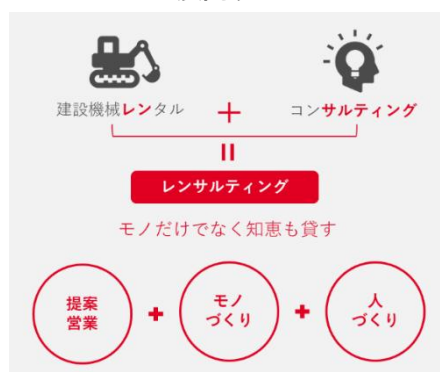 建設機械レンタル
+
コンサルティング
=
レンサルティング
モノだけでなく知恵も貸す
提案
営業
+
モノ
づくり
+
人
づくり